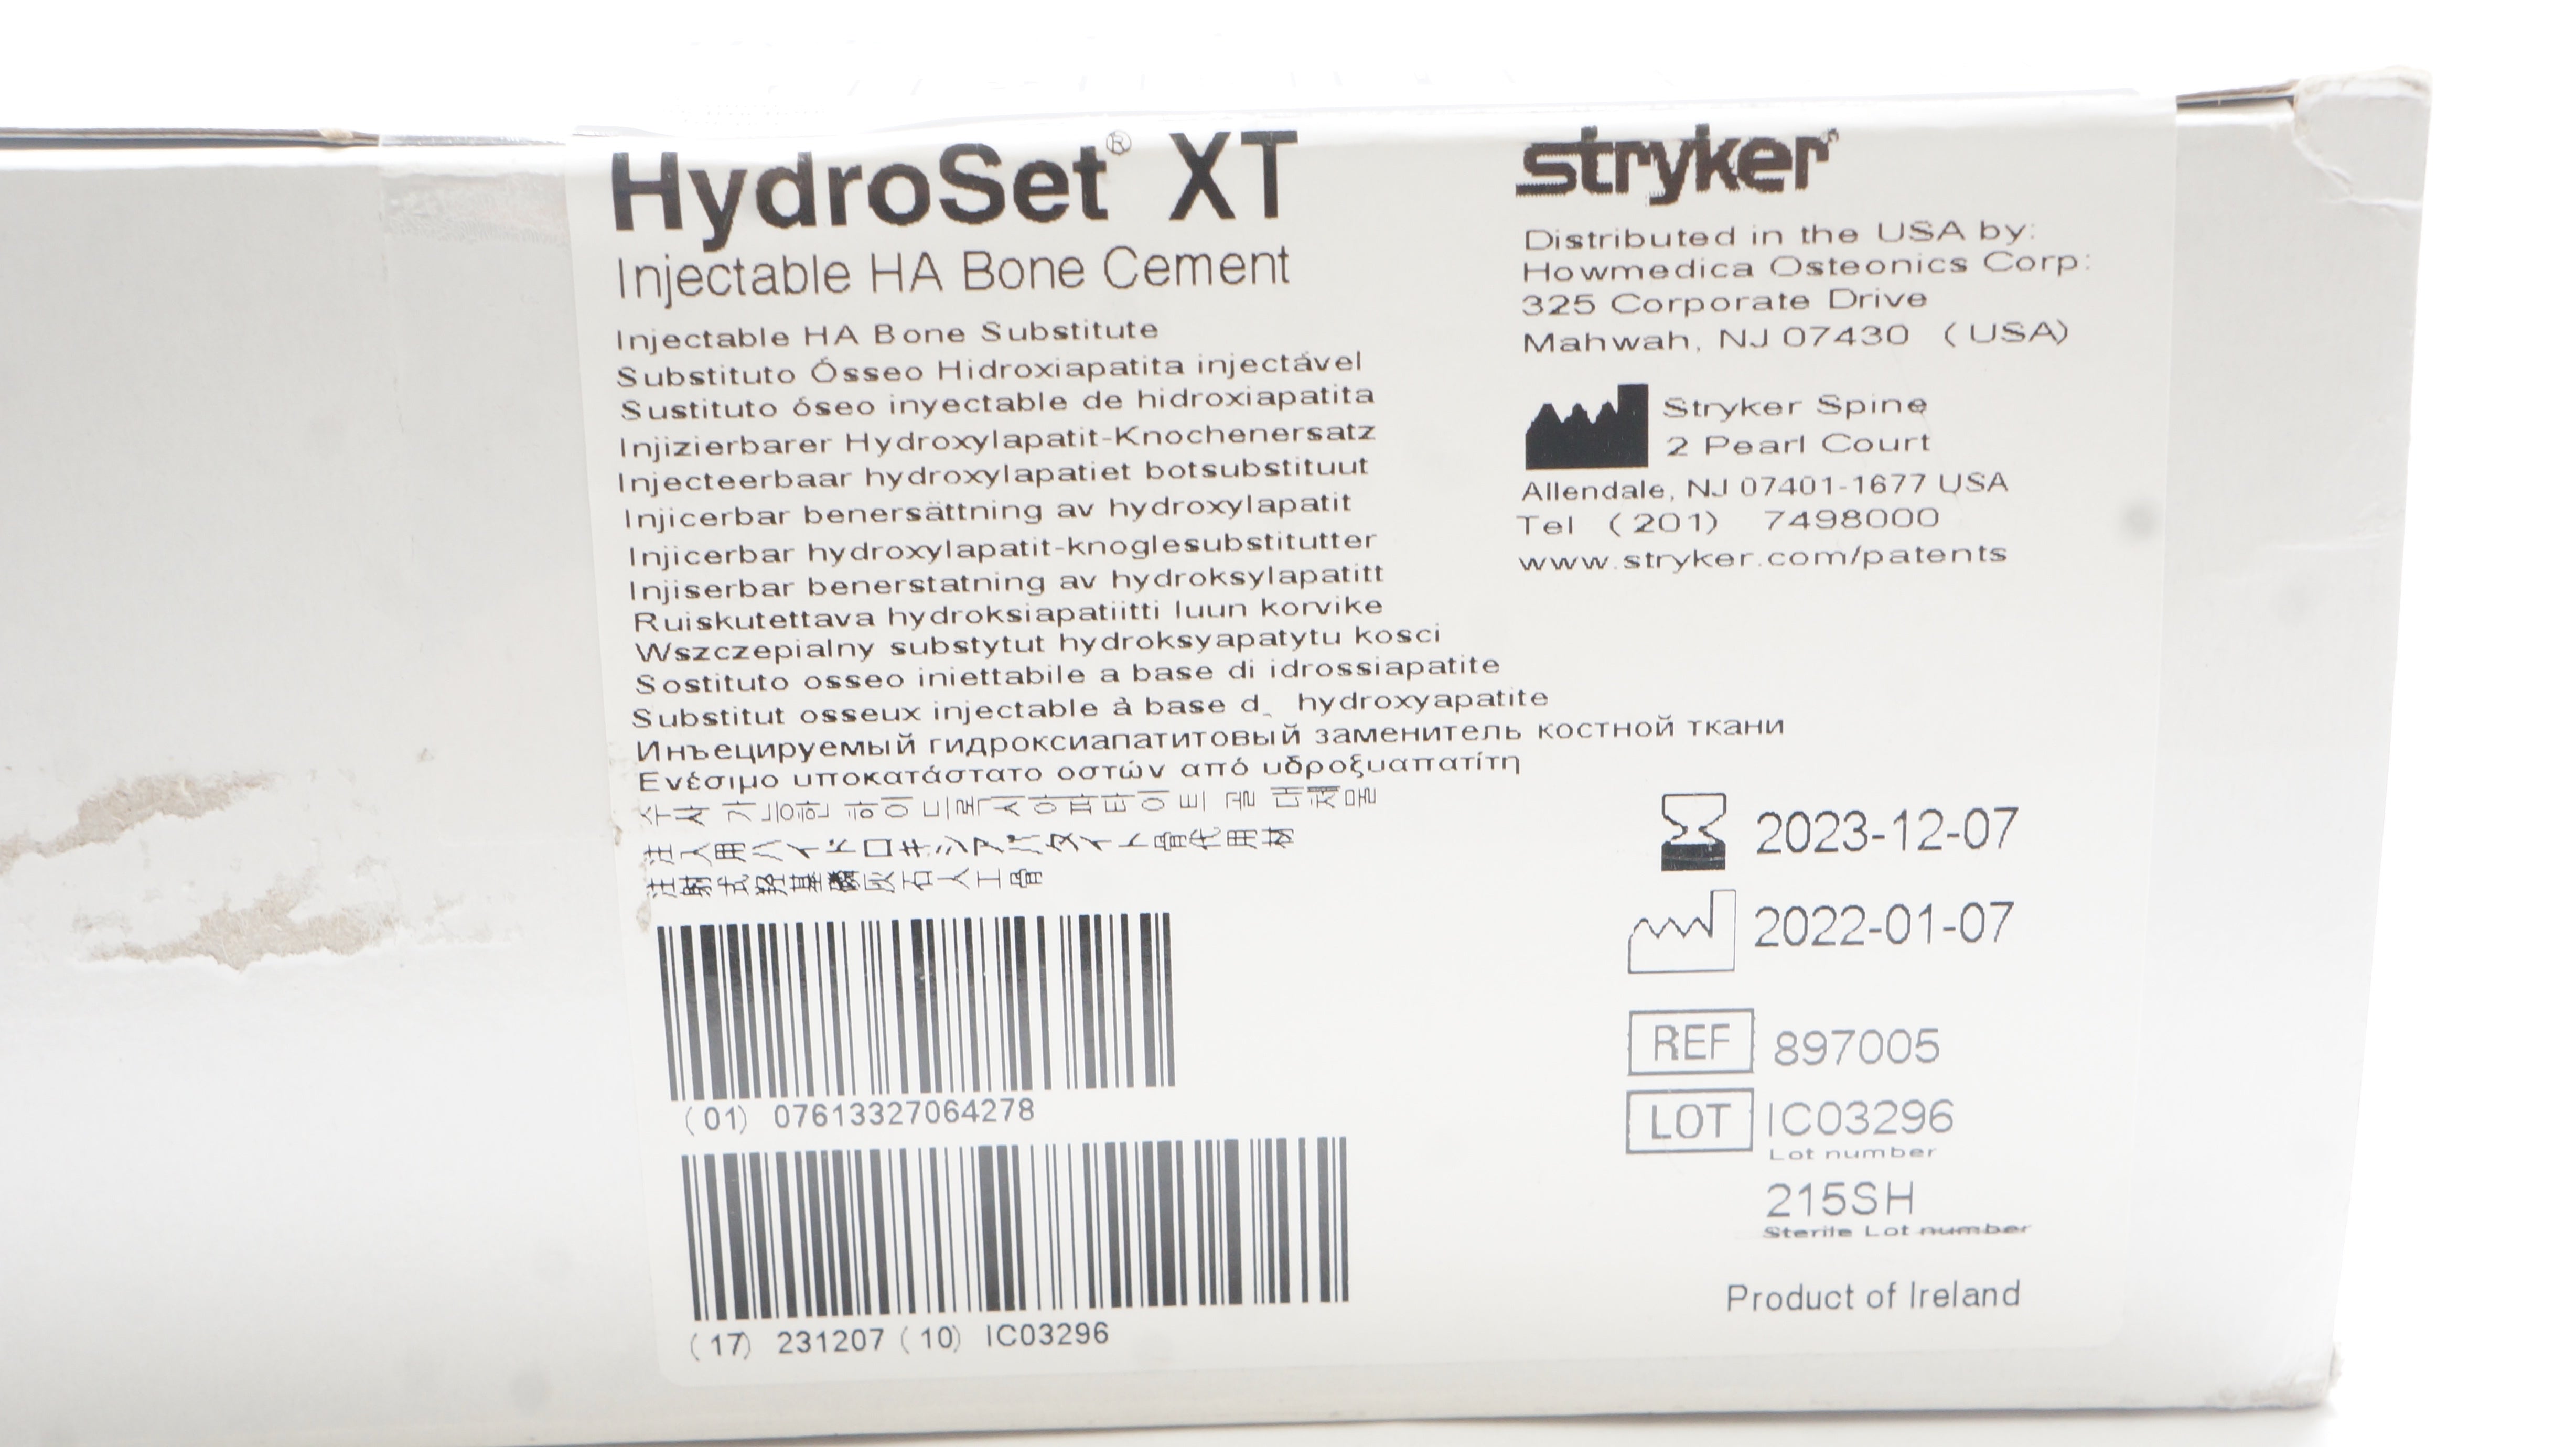 HydroSet® XT
Injectable HA Bone Cement
Injectable HA Bone Substitute
Substituto Ósseo Hidroxiapatita injectável
Sustituto óseo inyectable de hidroxiapatita
Injizierbarer Hydroxylapatit-Knochenersatz
Injecteerbaar hydroxylapatiet botsubstituut
Injicerbar benersättning av hydroxylapatit
Injicerbar hydroxylapatit-knoglesubstitutter
Injiserbar benerstatning av hydroksylapatitt
Ruiskutettava hydroksiapatiitti luun korvike
Wszczepialny substytut hydroksyapatytu kosci
Sostituto osseo iniettabile a base di idrossiapatite
Substitut osseux injectable à base d_ hydroxyapatite
Инъецируемый гидроксиапатитовый заменитель костной ткани
Ενέσιμο υποκατάστατο οστών από υδροξυαπατίτη
(01) 07613327064278
(17) 231207 (10) IC03296
stryker®
Distributed in the USA by:
Howmedica Osteonics Corp:
325 Corporate Drive
Mahwah, NJ 07430 (USA)
Stryker Spine
2 Pearl Court
Allendale, NJ 07401-1677 USA
Tel (201) 7498000
www.stryker.com/patents
2023-12-07
2022-01-07
REF 897005
LOT IC03296
Lot number
215SH
Sterile Lot number
Product of Ireland